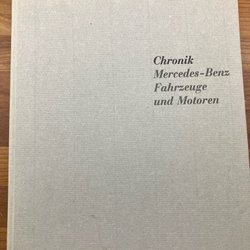 Chronik
Mercedes-Benz
Fahrzeuge
und Motoren